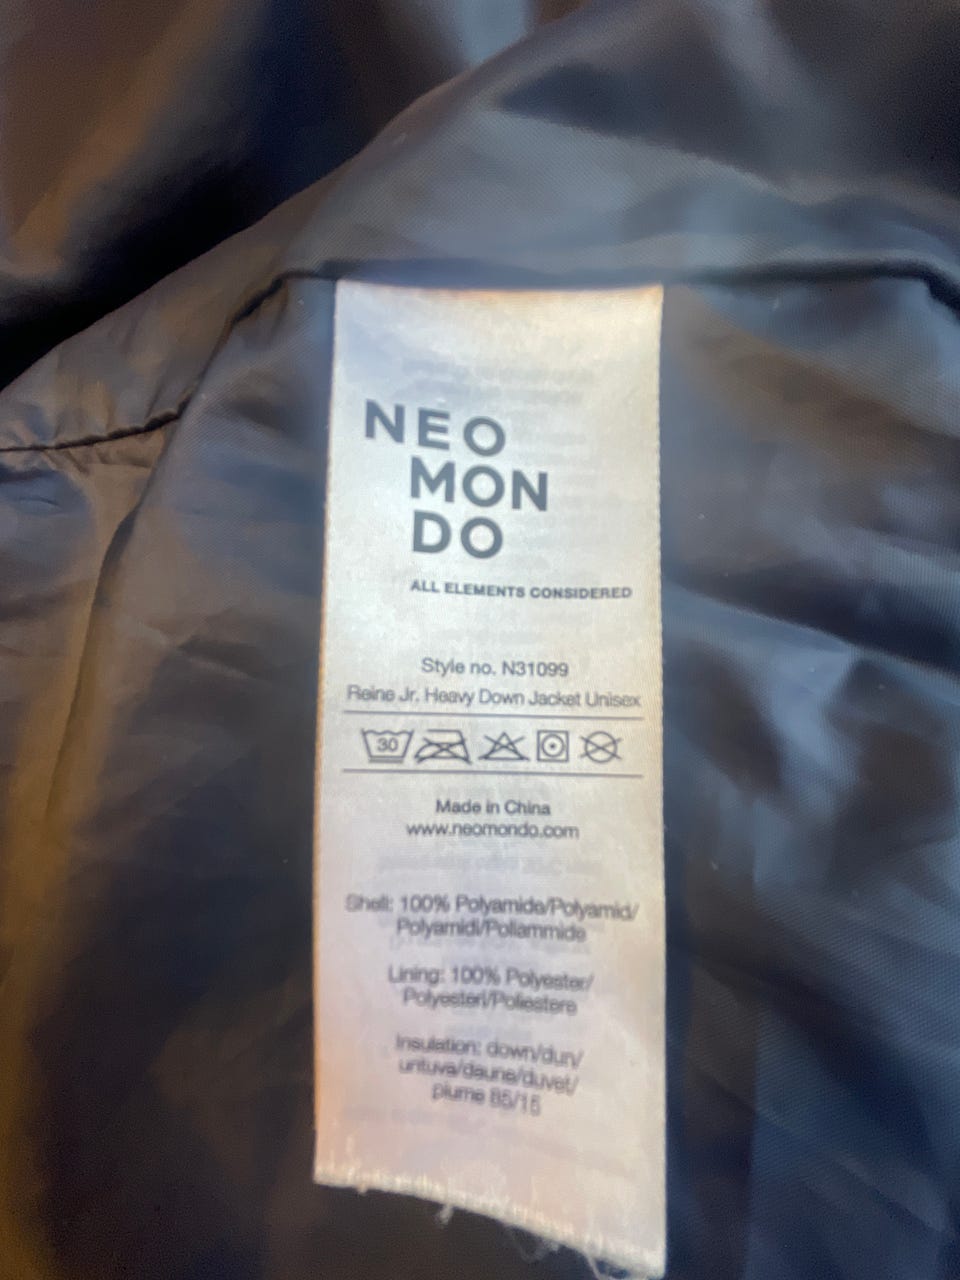 NEO
MON
DO
ALL ELEMENTS CONSIDERED
Style no. N31099
Reine Jr. Heavy Down Jacket Unisex
30
Made in China
www.neomondo.com
Shell: 100% Polyamide/Polyamid/
Polyamidi/Poliammide
Lining: 100% Polyester/
Polyesteri/Poliestere
Insulation: down/dun/
untuva/daune/duvet/
piume 85/15